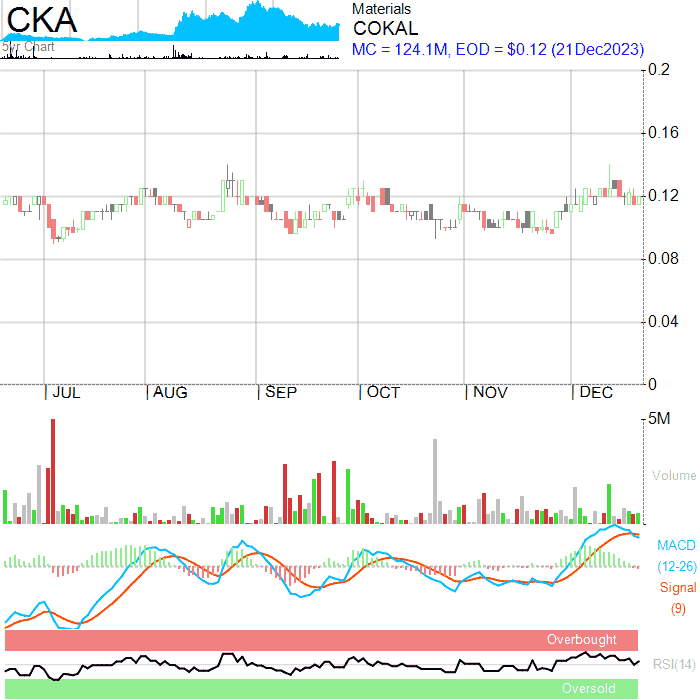 CKA
5yr Chart
Materials
COKAL
MC = 124.1M, EOD = $0.12 (21Dec2023)
0.2
0.16
0.12
0.08
0.04
0
JUL AUG SEP OCT NOV DEC
5M
Volume
MACD
(12-26)
Signal
(9)
Overbought
RSI(14)
Oversold